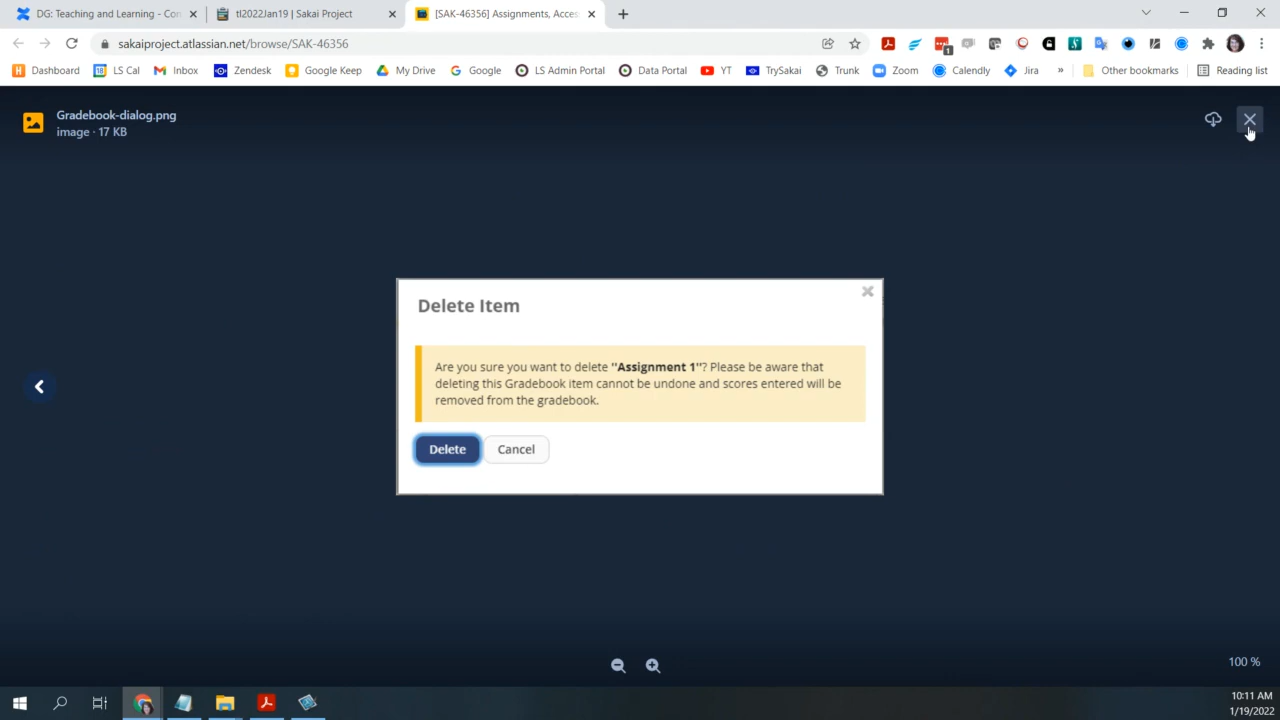 DG: Teaching and Learning - Con
tl2022Jan19 | Sakai Project
[SAK-46356] Assignments, Acces
sakaiproject.atlassian.net/browse/SAK-46356
1
Dashboard
18 LS Cal
Inbox
Zendesk
Google Keep
My Drive
Google
LS Admin Portal
Data Portal
YT
TrySakai
Trunk
Zoom
Calendly
Jira
»
Other bookmarks
Reading list
Gradebook-dialog.png
image · 17 KB
Delete Item
Are you sure you want to delete "Assignment 1"? Please be aware that
deleting this Gradebook item cannot be undone and scores entered will be
removed from the gradebook.
Delete
Cancel
100 %
10:11 AM
1/19/2022